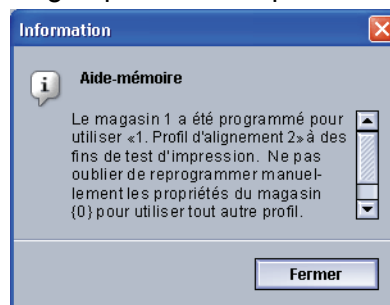 Information
Aide-mémoire
Le magasin 1 a été programmé pour
utiliser «1. Profil d'alignement 2» à des
fins de test d'impression. Ne pas
oublier de reprogrammer manuel-
lement les propriétés du magasin
{0} pour utiliser tout autre profil.
Fermer